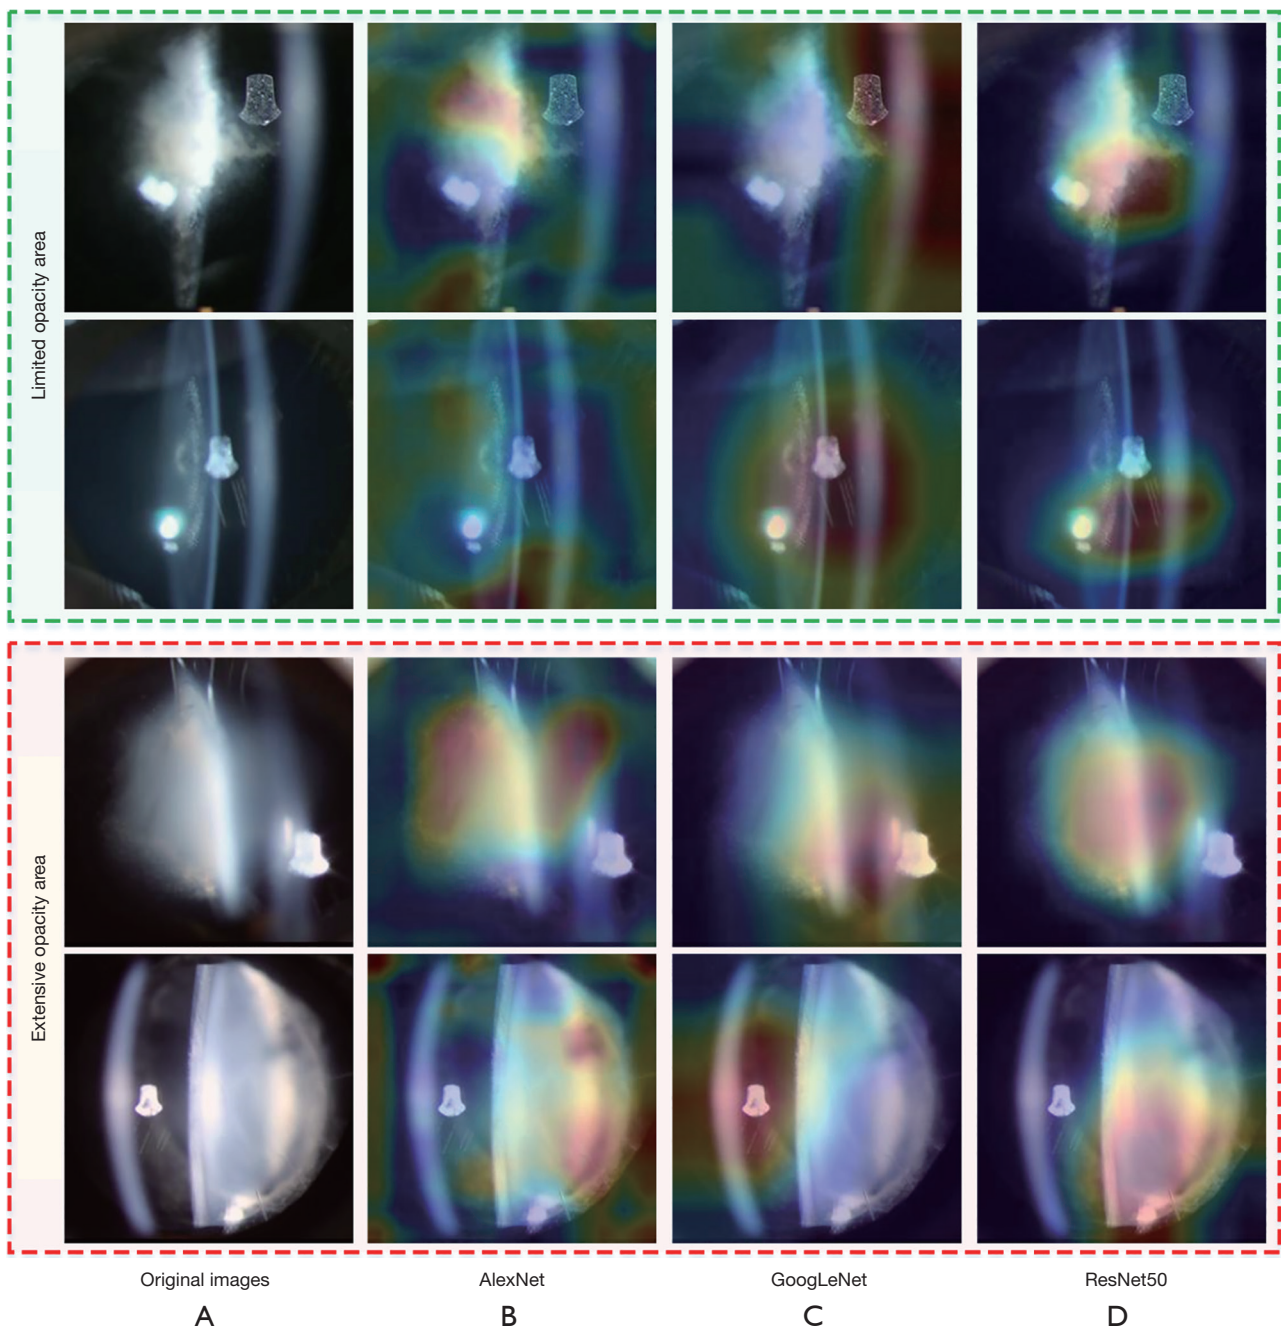 Limited opacity area
Extensive opacity area
Original images
AlexNet
GoogLeNet
ResNet50
A
B
C
D